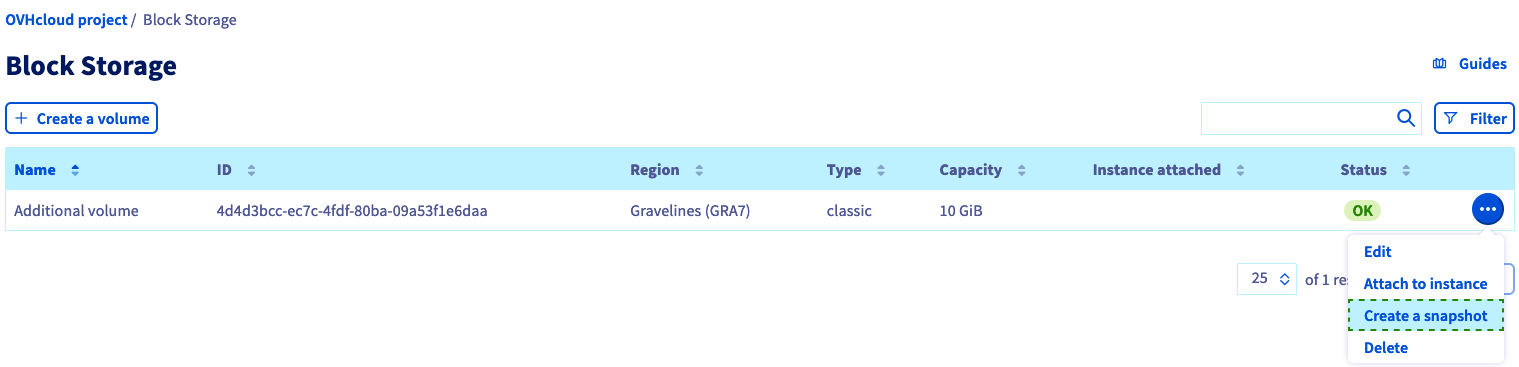 OVHcloud project / Block Storage
Block Storage
Guides
+ Create a volume
Filter
Name ID Region Type Capacity Instance attached Status
Additional volume 4d4d3bcc-ec7c-4fdf-80ba-09a53f1e6daa Gravelines (GRA7) classic 10 GiB OK
Edit
25 of 1
Attach to instance
Create a snapshot
Delete